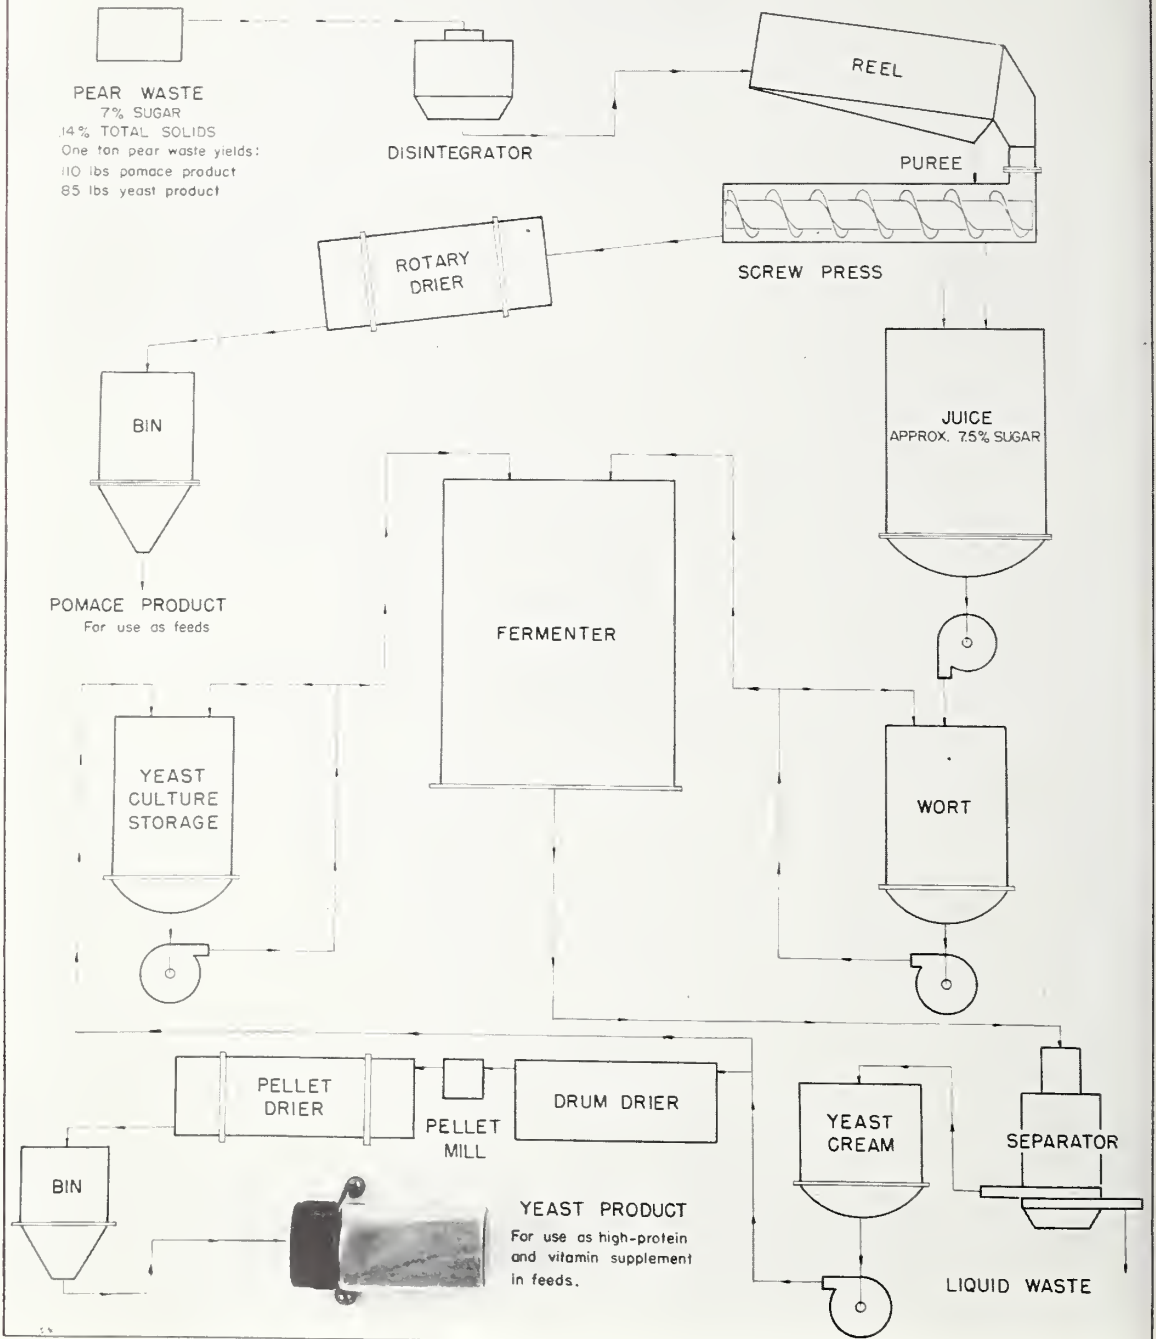 PEAR WASTE
7% SUGAR
14% TOTAL SOLIDS
One ton pear waste yields:
110 lbs pomace product
85 lbs yeast product
DISINTEGRATOR
REEL
PUREE
SCREW PRESS
ROTARY
DRIER
BIN
POMACE PRODUCT
For use as feeds
JUICE
APPROX. 7.5% SUGAR
FERMENTER
YEAST
CULTURE
STORAGE
WORT
PELLET
DRIER
PELLET
MILL
DRUM DRIER
YEAST
CREAM
SEPARATOR
BIN
YEAST PRODUCT
For use as high-protein
and vitamin supplement
in feeds.
LIQUID WASTE